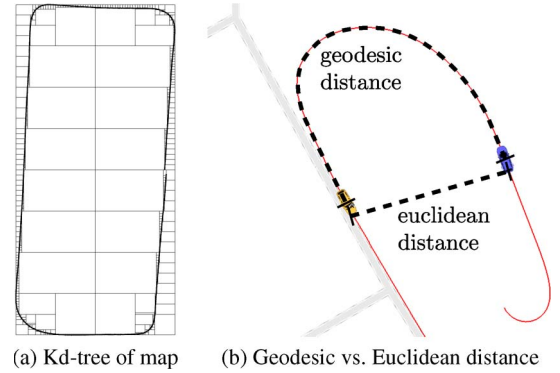 geodesic
distance
euclidean
distance
(a) Kd-tree of map
(b) Geodesic vs. Euclidean distance